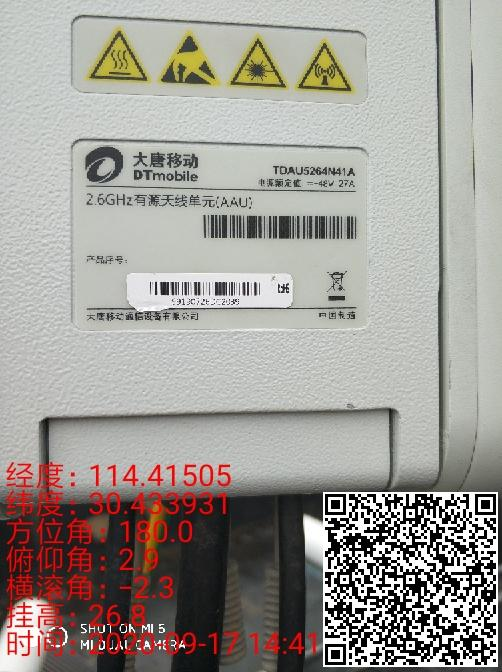 大唐移动
DTmobile
TDAU5264N41A
电源额定值 ⎓-48V 27A
2.6GHz有源天线单元(AAU)
产品序号:
大唐移动通信设备有限公司
中国制造
经度: 114.41505
纬度: 30.433931
方位角: 180.0
俯仰角: 2.9
横滚角: -2.3
挂高: 26.8
SHOT ON MI 5
MI DUAL CAMERA
时间: 2020-09-17 14:41